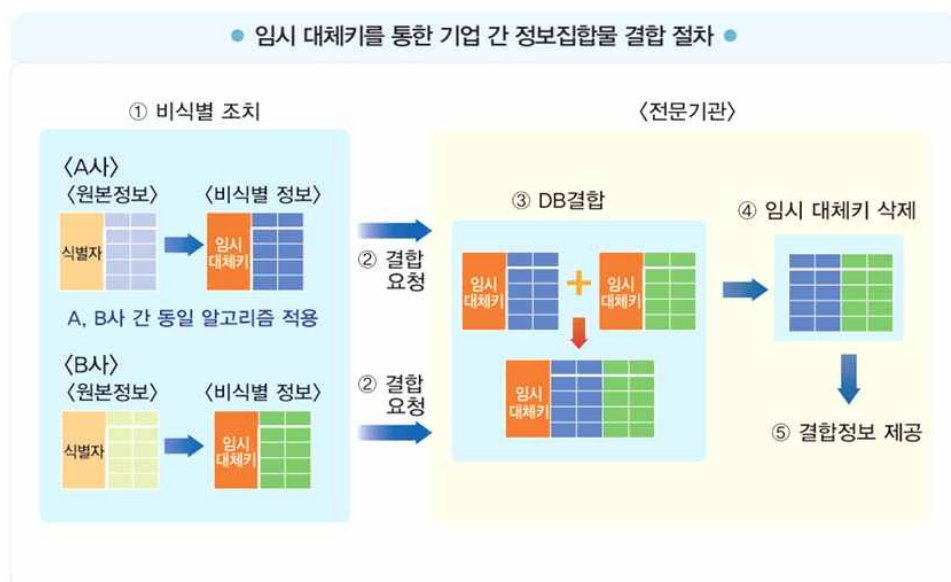 ● 임시 대체키를 통한 기업 간 정보집합물 결합 절차 ●
① 비식별 조치
〈A사〉
〈원본정보〉
〈비식별 정보〉
식별자
임시
대체키
A, B사 간 동일 알고리즘 적용
〈B사〉
〈원본정보〉
〈비식별 정보〉
식별자
임시
대체키
② 결합
요청
② 결합
요청
〈전문기관〉
③ DB결합
임시
대체키
+
임시
대체키
임시
대체키
④ 임시 대체키 삭제
⑤ 결합정보 제공